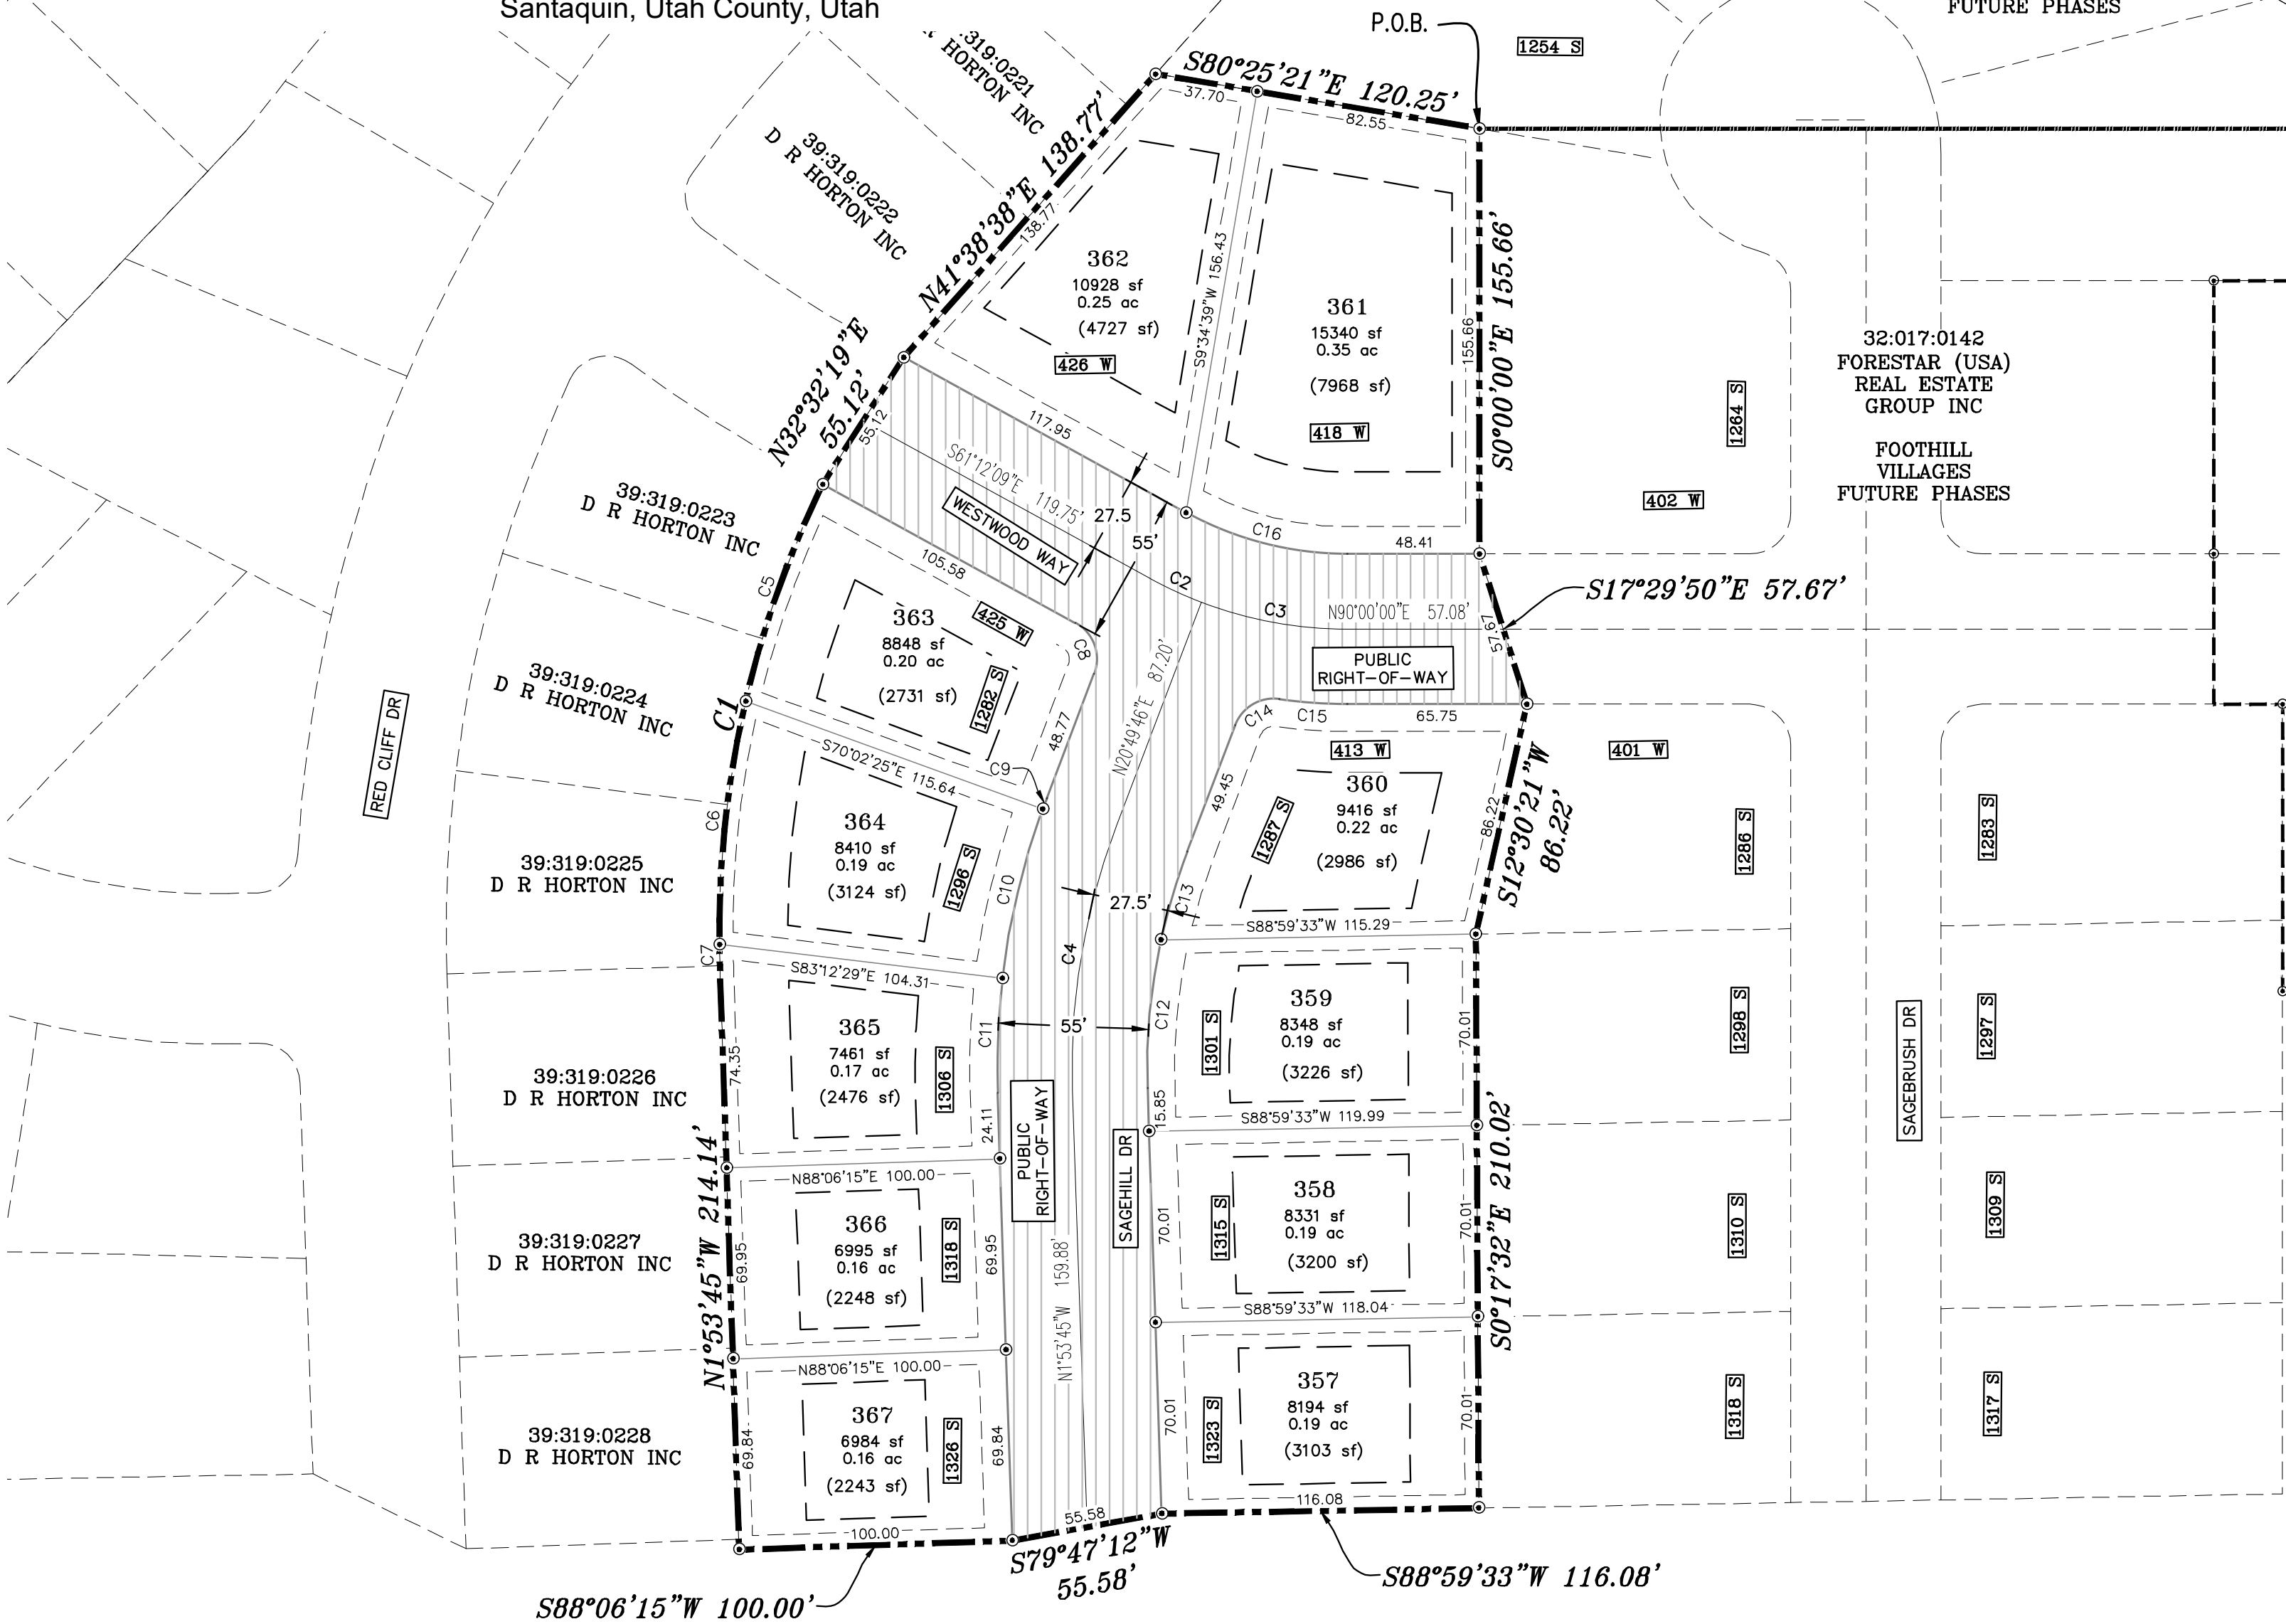 Santaquin, Utah County, Utah
FUTURE PHASES
P.O.B.
1254 S
:319:0221
HORTON INC
39:319:0222
D R HORTON INC
S80°25'21"E 120.25'
37.70
82.55
N41°38'38"E 138.77'
138.77
362
10928 sf
0.25 ac
(4727 sf)
426 W
S9°34'39"W 156.43
361
15340 sf
0.35 ac
(7968 sf)
418 W
155.66
S0°00'00"E 155.66'
32:017:0142
FORESTAR (USA)
REAL ESTATE
GROUP INC
FOOTHILL
VILLAGES
FUTURE PHASES
1264 S
402 W
N32°32'19"E
55.12'
55.12
117.95
S61°12'09"E 119.75'
WESTWOOD WAY
27.5
55'
C16
48.41
C2
C3
N90°00'00"E 57.08'
S17°29'50"E 57.67'
57.67
39:319:0223
D R HORTON INC
C5
105.58
363
8848 sf
0.20 ac
(2731 sf)
425 W
1282 S
C8
48.77
N20°49'46"E 87.20'
PUBLIC
RIGHT-OF-WAY
C14
C15
65.75
39:319:0224
D R HORTON INC
RED CLIFF DR
C1
S70°02'25"E 115.64
C9
413 W
401 W
49.45
360
9416 sf
0.22 ac
(2986 sf)
1287 S
86.22
S12°30'21"W
86.22'
C6
364
8410 sf
0.19 ac
(3124 sf)
1296 S
C10
27.5'
C13
S88°59'33"W 115.29
1286 S
1283 S
39:319:0225
D R HORTON INC
C7
S83°12'29"E 104.31
C4
365
7461 sf
0.17 ac
(2476 sf)
1306 S
74.35
C11
24.11
55'
C12
15.85
359
8348 sf
0.19 ac
(3226 sf)
1301 S
70.01
1298 S
1297 S
SAGEBRUSH DR
39:319:0226
D R HORTON INC
S88°59'33"W 119.99
PUBLIC
RIGHT-OF-WAY
SAGEHILL DR
N88°06'15"E 100.00
N1°53'45"W 214.14'
39:319:0227
D R HORTON INC
69.95
366
6995 sf
0.16 ac
(2248 sf)
1318 S
69.95
N1°53'45"W 159.88'
70.01
1315 S
358
8331 sf
0.19 ac
(3200 sf)
70.01
S0°17'32"E 210.02'
1310 S
1309 S
S88°59'33"W 118.04
N88°06'15"E 100.00
39:319:0228
D R HORTON INC
69.84
367
6984 sf
0.16 ac
(2243 sf)
1326 S
69.84
70.01
1323 S
357
8194 sf
0.19 ac
(3103 sf)
70.01
1318 S
1317 S
100.00
55.58
116.08
S79°47'12"W
55.58'
S88°59'33"W 116.08'
S88°06'15"W 100.00'